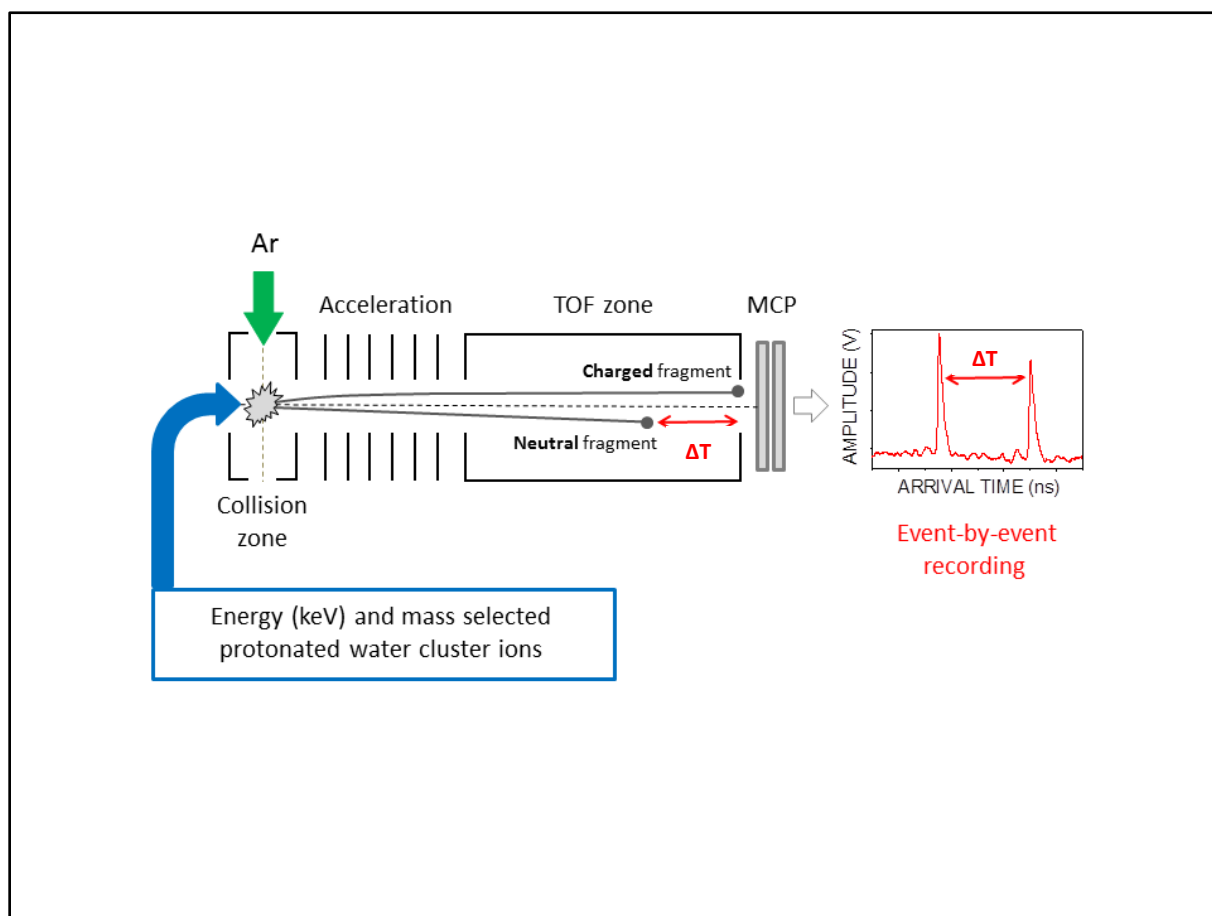 Ar
Acceleration
TOF zone
MCP
Charged fragment
ΔT
Neutral fragment
Collision
zone
Energy (keV) and mass selected
protonated water cluster ions
AMPLITUDE (V)
ΔT
ARRIVAL TIME (ns)
Event-by-event
recording